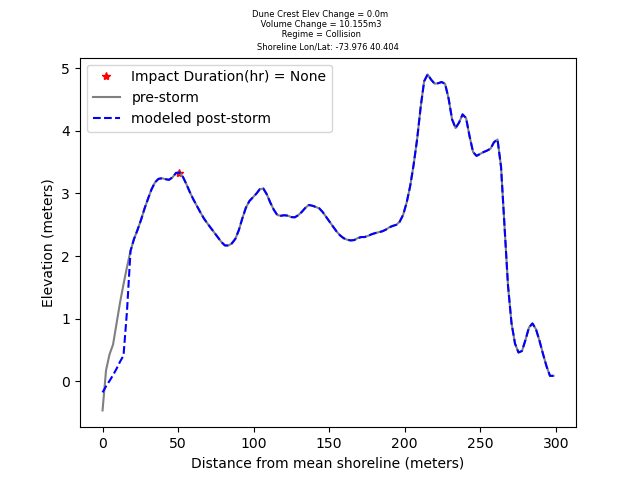 Dune Crest Elev Change = 0.0m
Volume Change = 10.155m3
Regime = Collision
Shoreline Lon/Lat: -73.976 40.404
Impact Duration(hr) = None
pre-storm
modeled post-storm
Elevation (meters)
5
4
3
2
1
0
0 50 100 150 200 250 300
Distance from mean shoreline (meters)